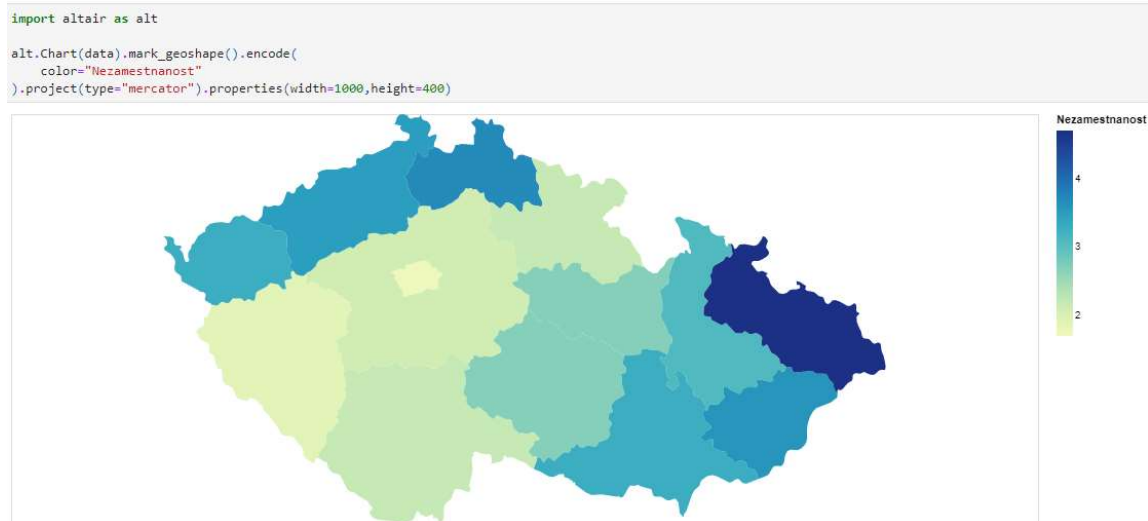 import altair as alt
alt.Chart(data).mark_geoshape().encode(
    color="Nezamestnanost"
).project(type="mercator").properties(width=1000,height=400)
Nezamestnanost
4
3
2